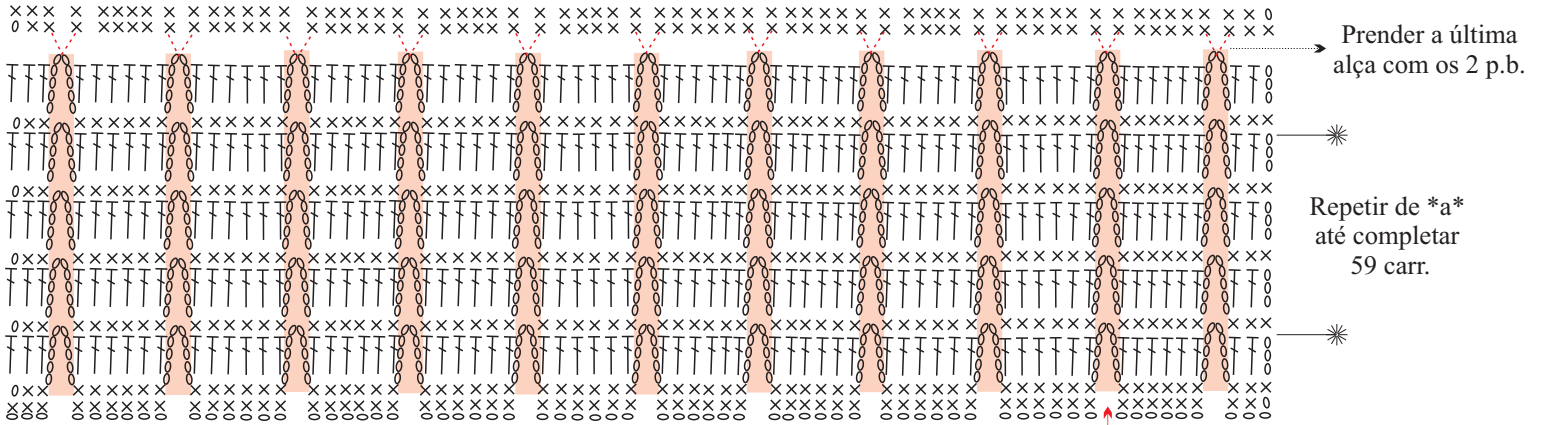 Prender a última
alça com os 2 p.b.
Repetir de *a*
até completar
59 carr.